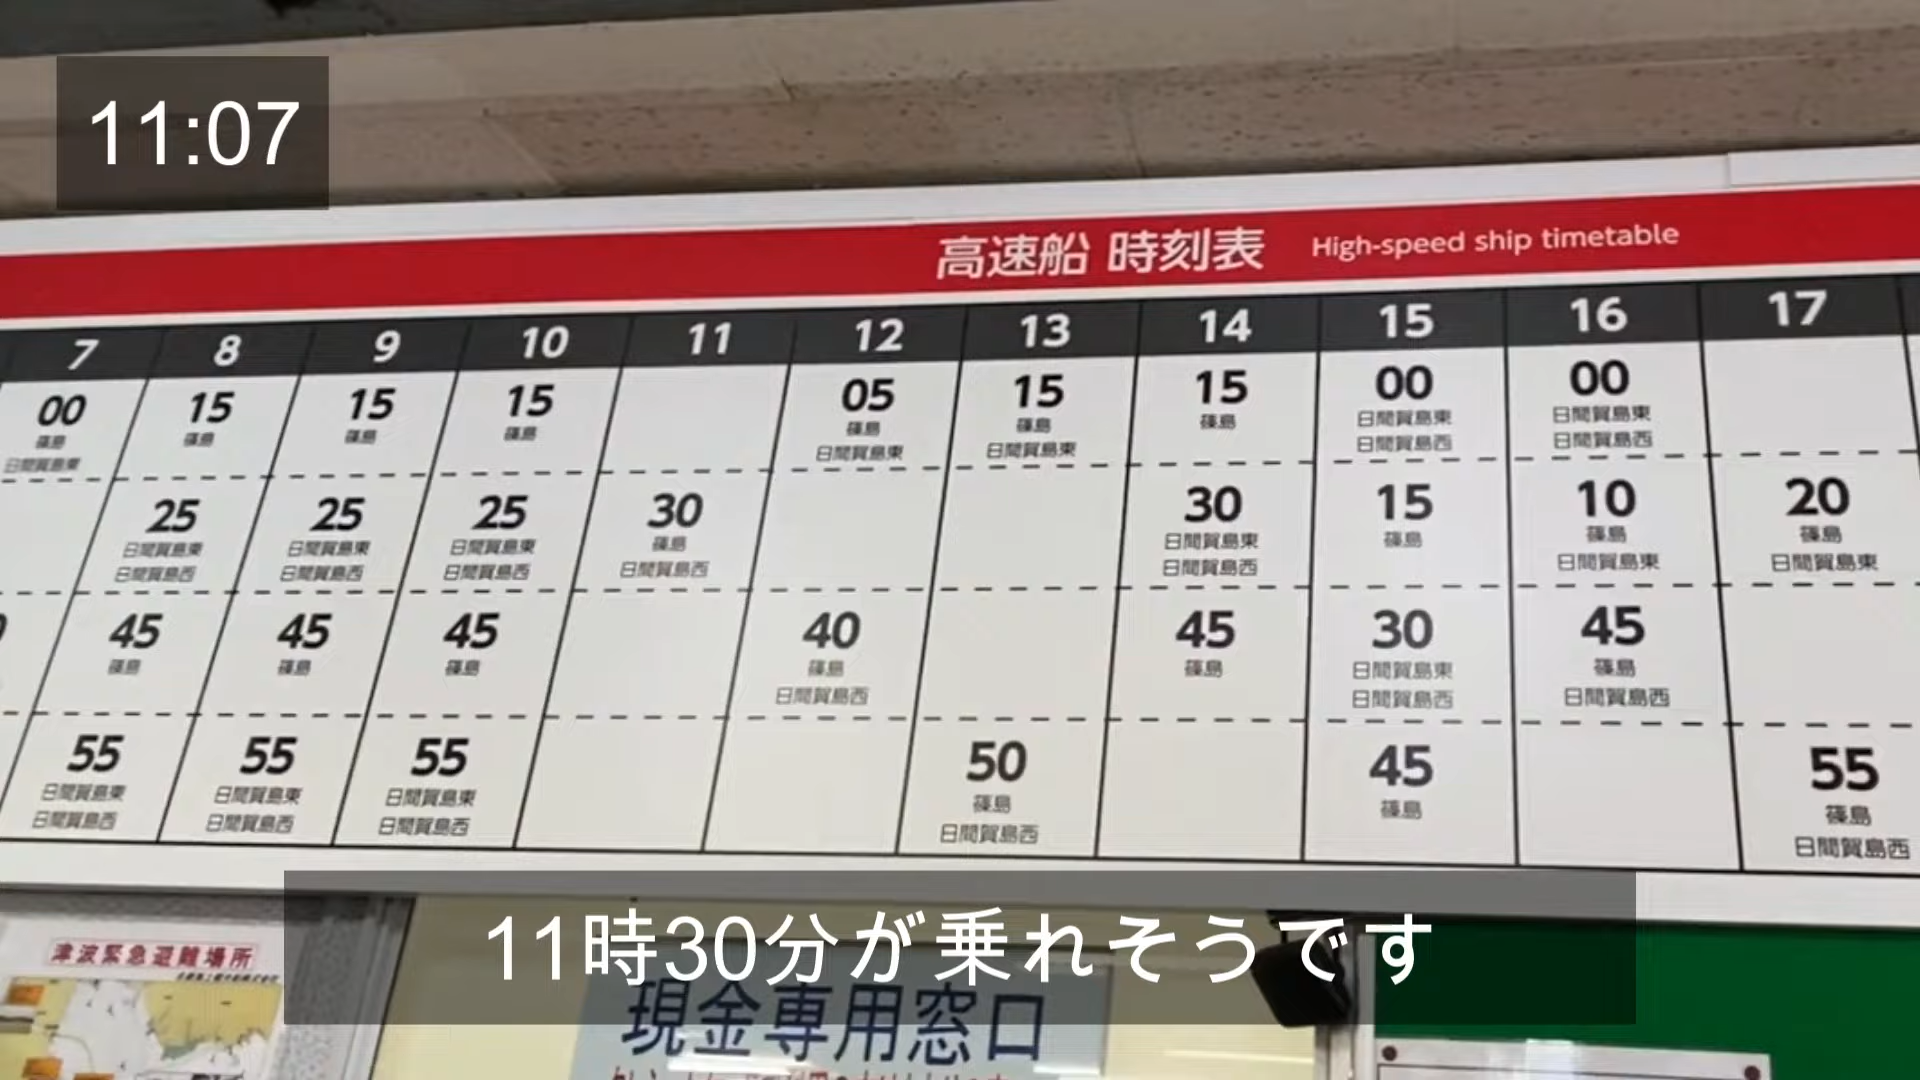 11:07
高速船 時刻表 High-speed ship timetable
7 8 9 10 11 12 13 14 15 16 17
00 15 15 15 05 15 15 00 00
篠島 篠島 篠島 篠島 篠島 篠島 篠島 日間賀島東 日間賀島東
日間賀島東 日間賀島東 日間賀島東 日間賀島西 日間賀島西
25 25 25 30 30 15 10 20
日間賀島東 日間賀島東 日間賀島東 篠島 日間賀島東 篠島 篠島 篠島
日間賀島西 日間賀島西 日間賀島西 日間賀島西 日間賀島西 日間賀島東 日間賀島東
45 45 45 40 45 30 45
篠島 篠島 篠島 篠島 篠島 日間賀島東 篠島
日間賀島西 日間賀島西 日間賀島西
55 55 55 50 45 55
日間賀島東 日間賀島東 日間賀島東 篠島 篠島 篠島
日間賀島西 日間賀島西 日間賀島西 日間賀島西 日間賀島西
11時30分が乗れそうです
津波緊急避難場所
現金専用窓口